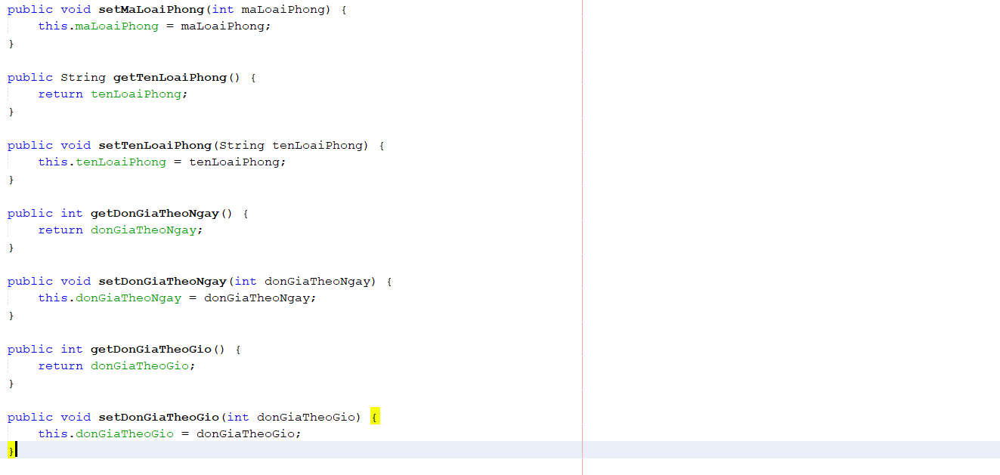 public void setMaLoaiPhong(int maLoaiPhong) {
    this.maLoaiPhong = maLoaiPhong;
}

public String getTenLoaiPhong() {
    return tenLoaiPhong;
}

public void setTenLoaiPhong(String tenLoaiPhong) {
    this.tenLoaiPhong = tenLoaiPhong;
}

public int getDonGiaTheoNgay() {
    return donGiaTheoNgay;
}

public void setDonGiaTheoNgay(int donGiaTheoNgay) {
    this.donGiaTheoNgay = donGiaTheoNgay;
}

public int getDonGiaTheoGio() {
    return donGiaTheoGio;
}

public void setDonGiaTheoGio(int donGiaTheoGio) {
    this.donGiaTheoGio = donGiaTheoGio;
}